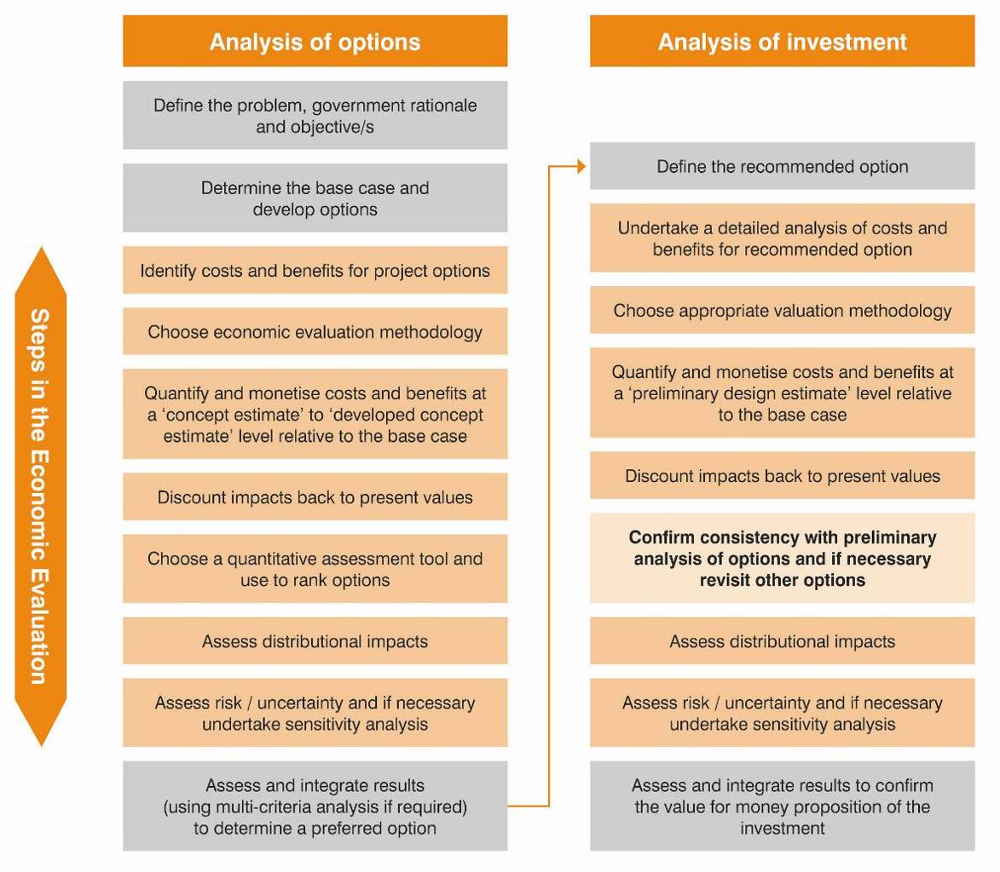 Analysis of options
Define the problem, government rationale
and objective/s
Determine the base case and
develop options
Steps in the Economic Evaluation
Identify costs and benefits for project options
Choose economic evaluation methodology
Quantify and monetise costs and benefits at
a ‘concept estimate’ to ‘developed concept
estimate’ level relative to the base case
Discount impacts back to present values
Choose a quantitative assessment tool and
use to rank options
Assess distributional impacts
Assess risk / uncertainty and if necessary
undertake sensitivity analysis
Assess and integrate results
(using multi-criteria analysis if required)
to determine a preferred option
Analysis of investment
Define the recommended option
Undertake a detailed analysis of costs and
benefits for recommended option
Choose appropriate valuation methodology
Quantify and monetise costs and benefits at
a ‘preliminary design estimate’ level relative
to the base case
Discount impacts back to present values
Confirm consistency with preliminary
analysis of options and if necessary
revisit other options
Assess distributional impacts
Assess risk / uncertainty and if necessary
undertake sensitivity analysis
Assess and integrate results to confirm
the value for money proposition of the
investment